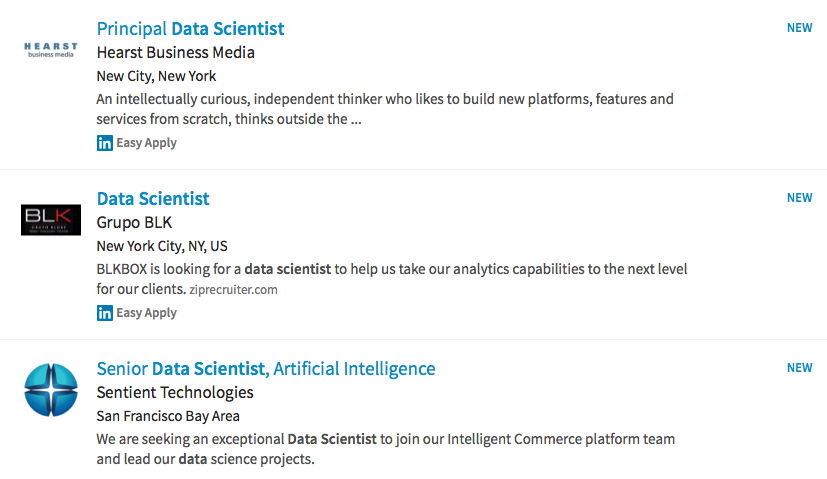 Principal Data Scientist
NEW
HEARST
business media
Hearst Business Media
New City, New York
An intellectually curious, independent thinker who likes to build new platforms, features and
services from scratch, thinks outside the ...
in Easy Apply
Data Scientist
NEW
BLK
Grupo BLK
New York City, NY, US
BLKBOX is looking for a data scientist to help us take our analytics capabilities to the next level
for our clients. ziprecruiter.com
in Easy Apply
Senior Data Scientist, Artificial Intelligence
NEW
Sentient Technologies
San Francisco Bay Area
We are seeking an exceptional Data Scientist to join our Intelligent Commerce platform team
and lead our data science projects.